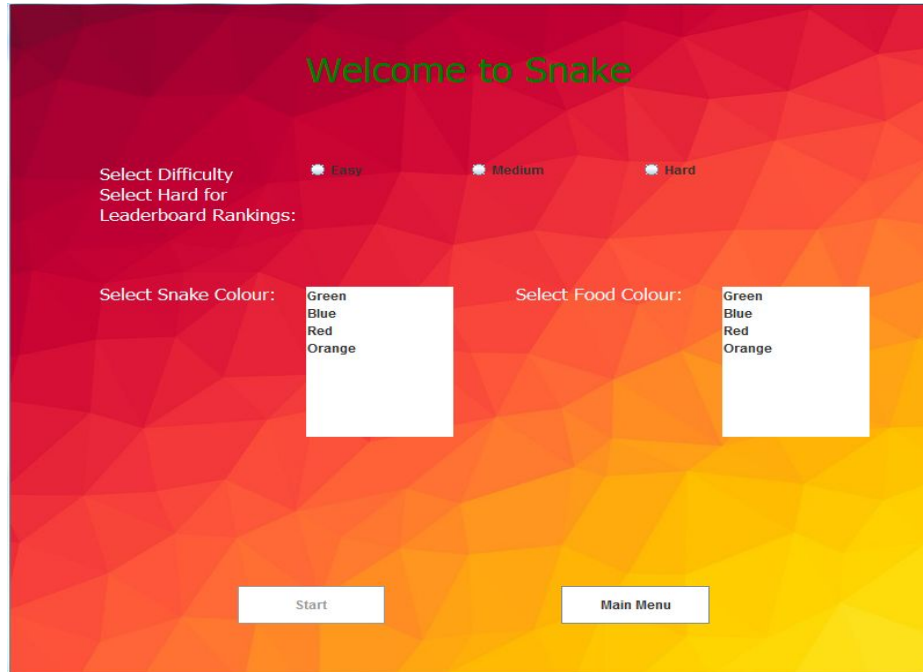 Welcome to Snake
Select Difficulty
Select Hard for
Leaderboard Rankings:
Easy
Medium
Hard
Select Snake Colour:
Green
Blue
Red
Orange
Select Food Colour:
Green
Blue
Red
Orange
Start
Main Menu